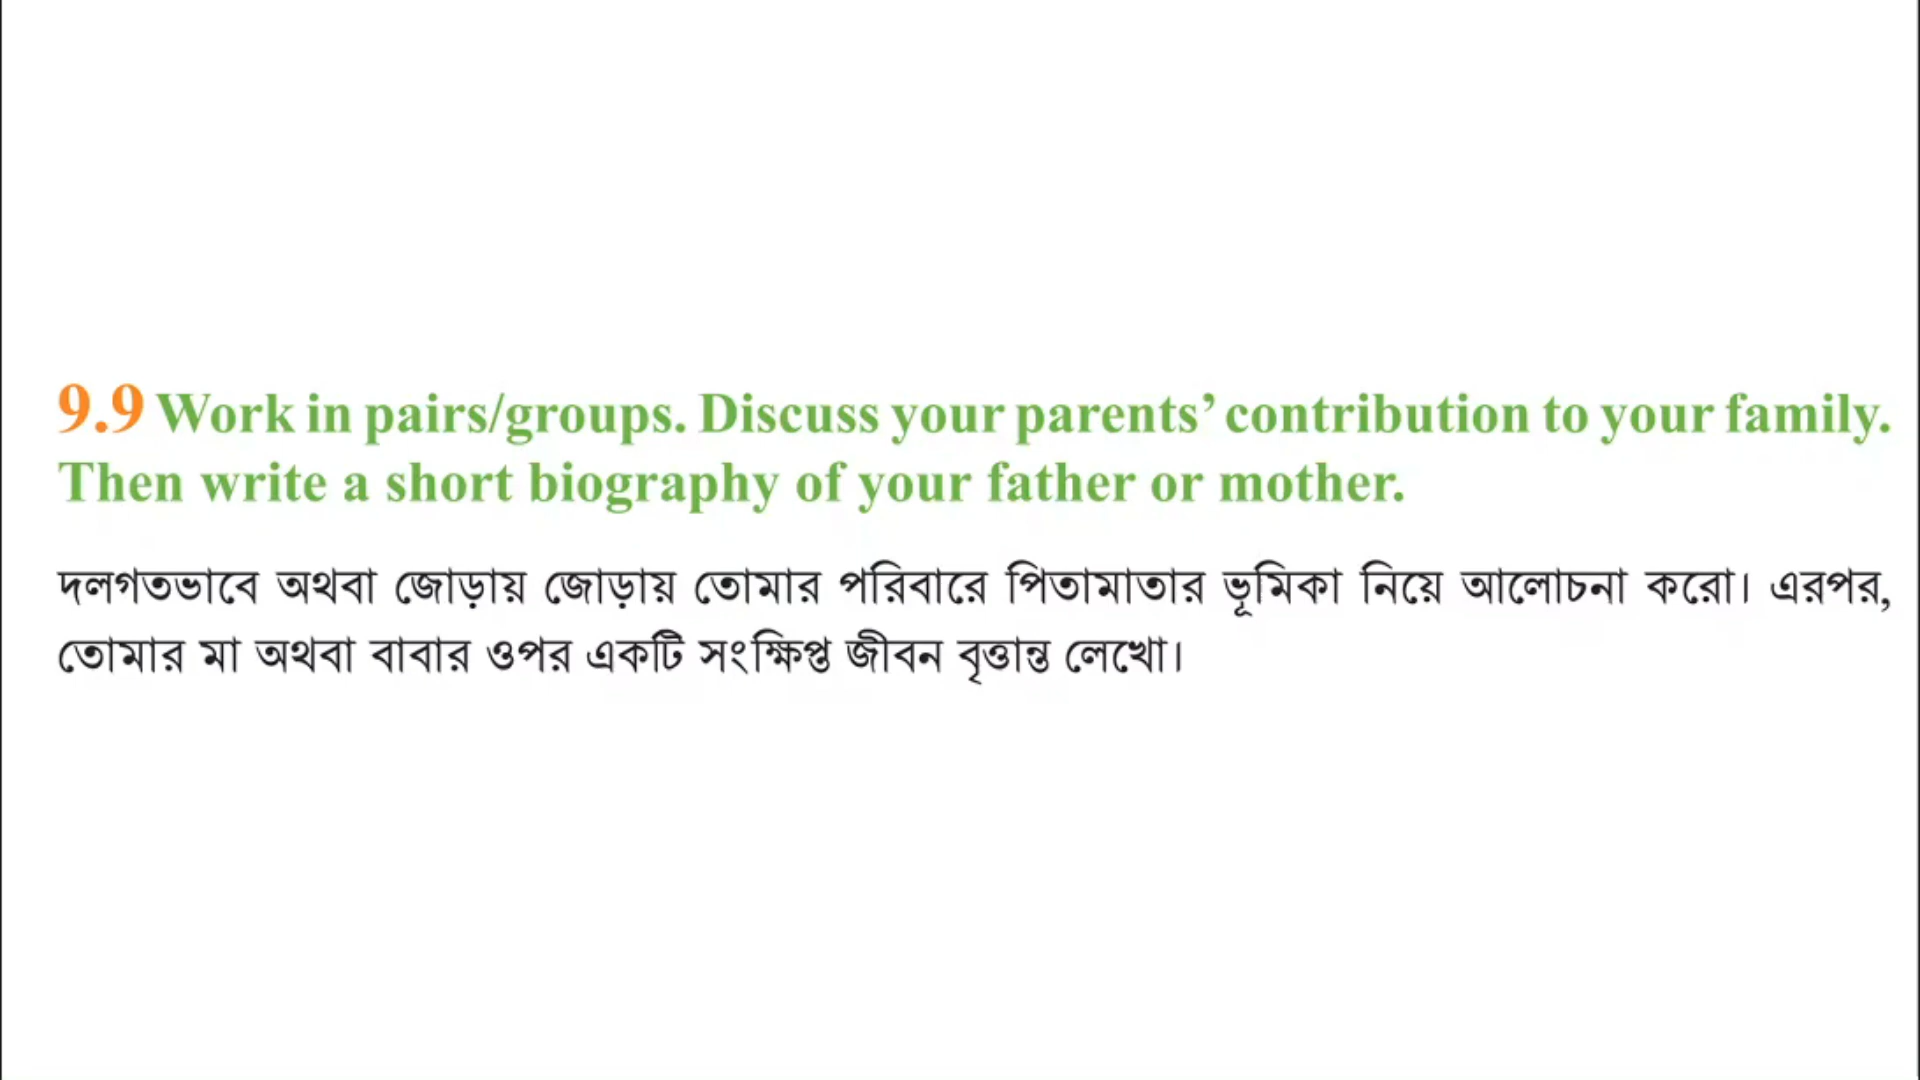 9.9 Work in pairs/groups. Discuss your parents’ contribution to your family.
Then write a short biography of your father or mother.
দলগতভাবে অথবা জোড়ায় জোড়ায় তোমার পরিবারে পিতামাতার ভূমিকা নিয়ে আলোচনা করো। এরপর,
তোমার মা অথবা বাবার ওপর একটি সংক্ষিপ্ত জীবন বৃত্তান্ত লেখো।